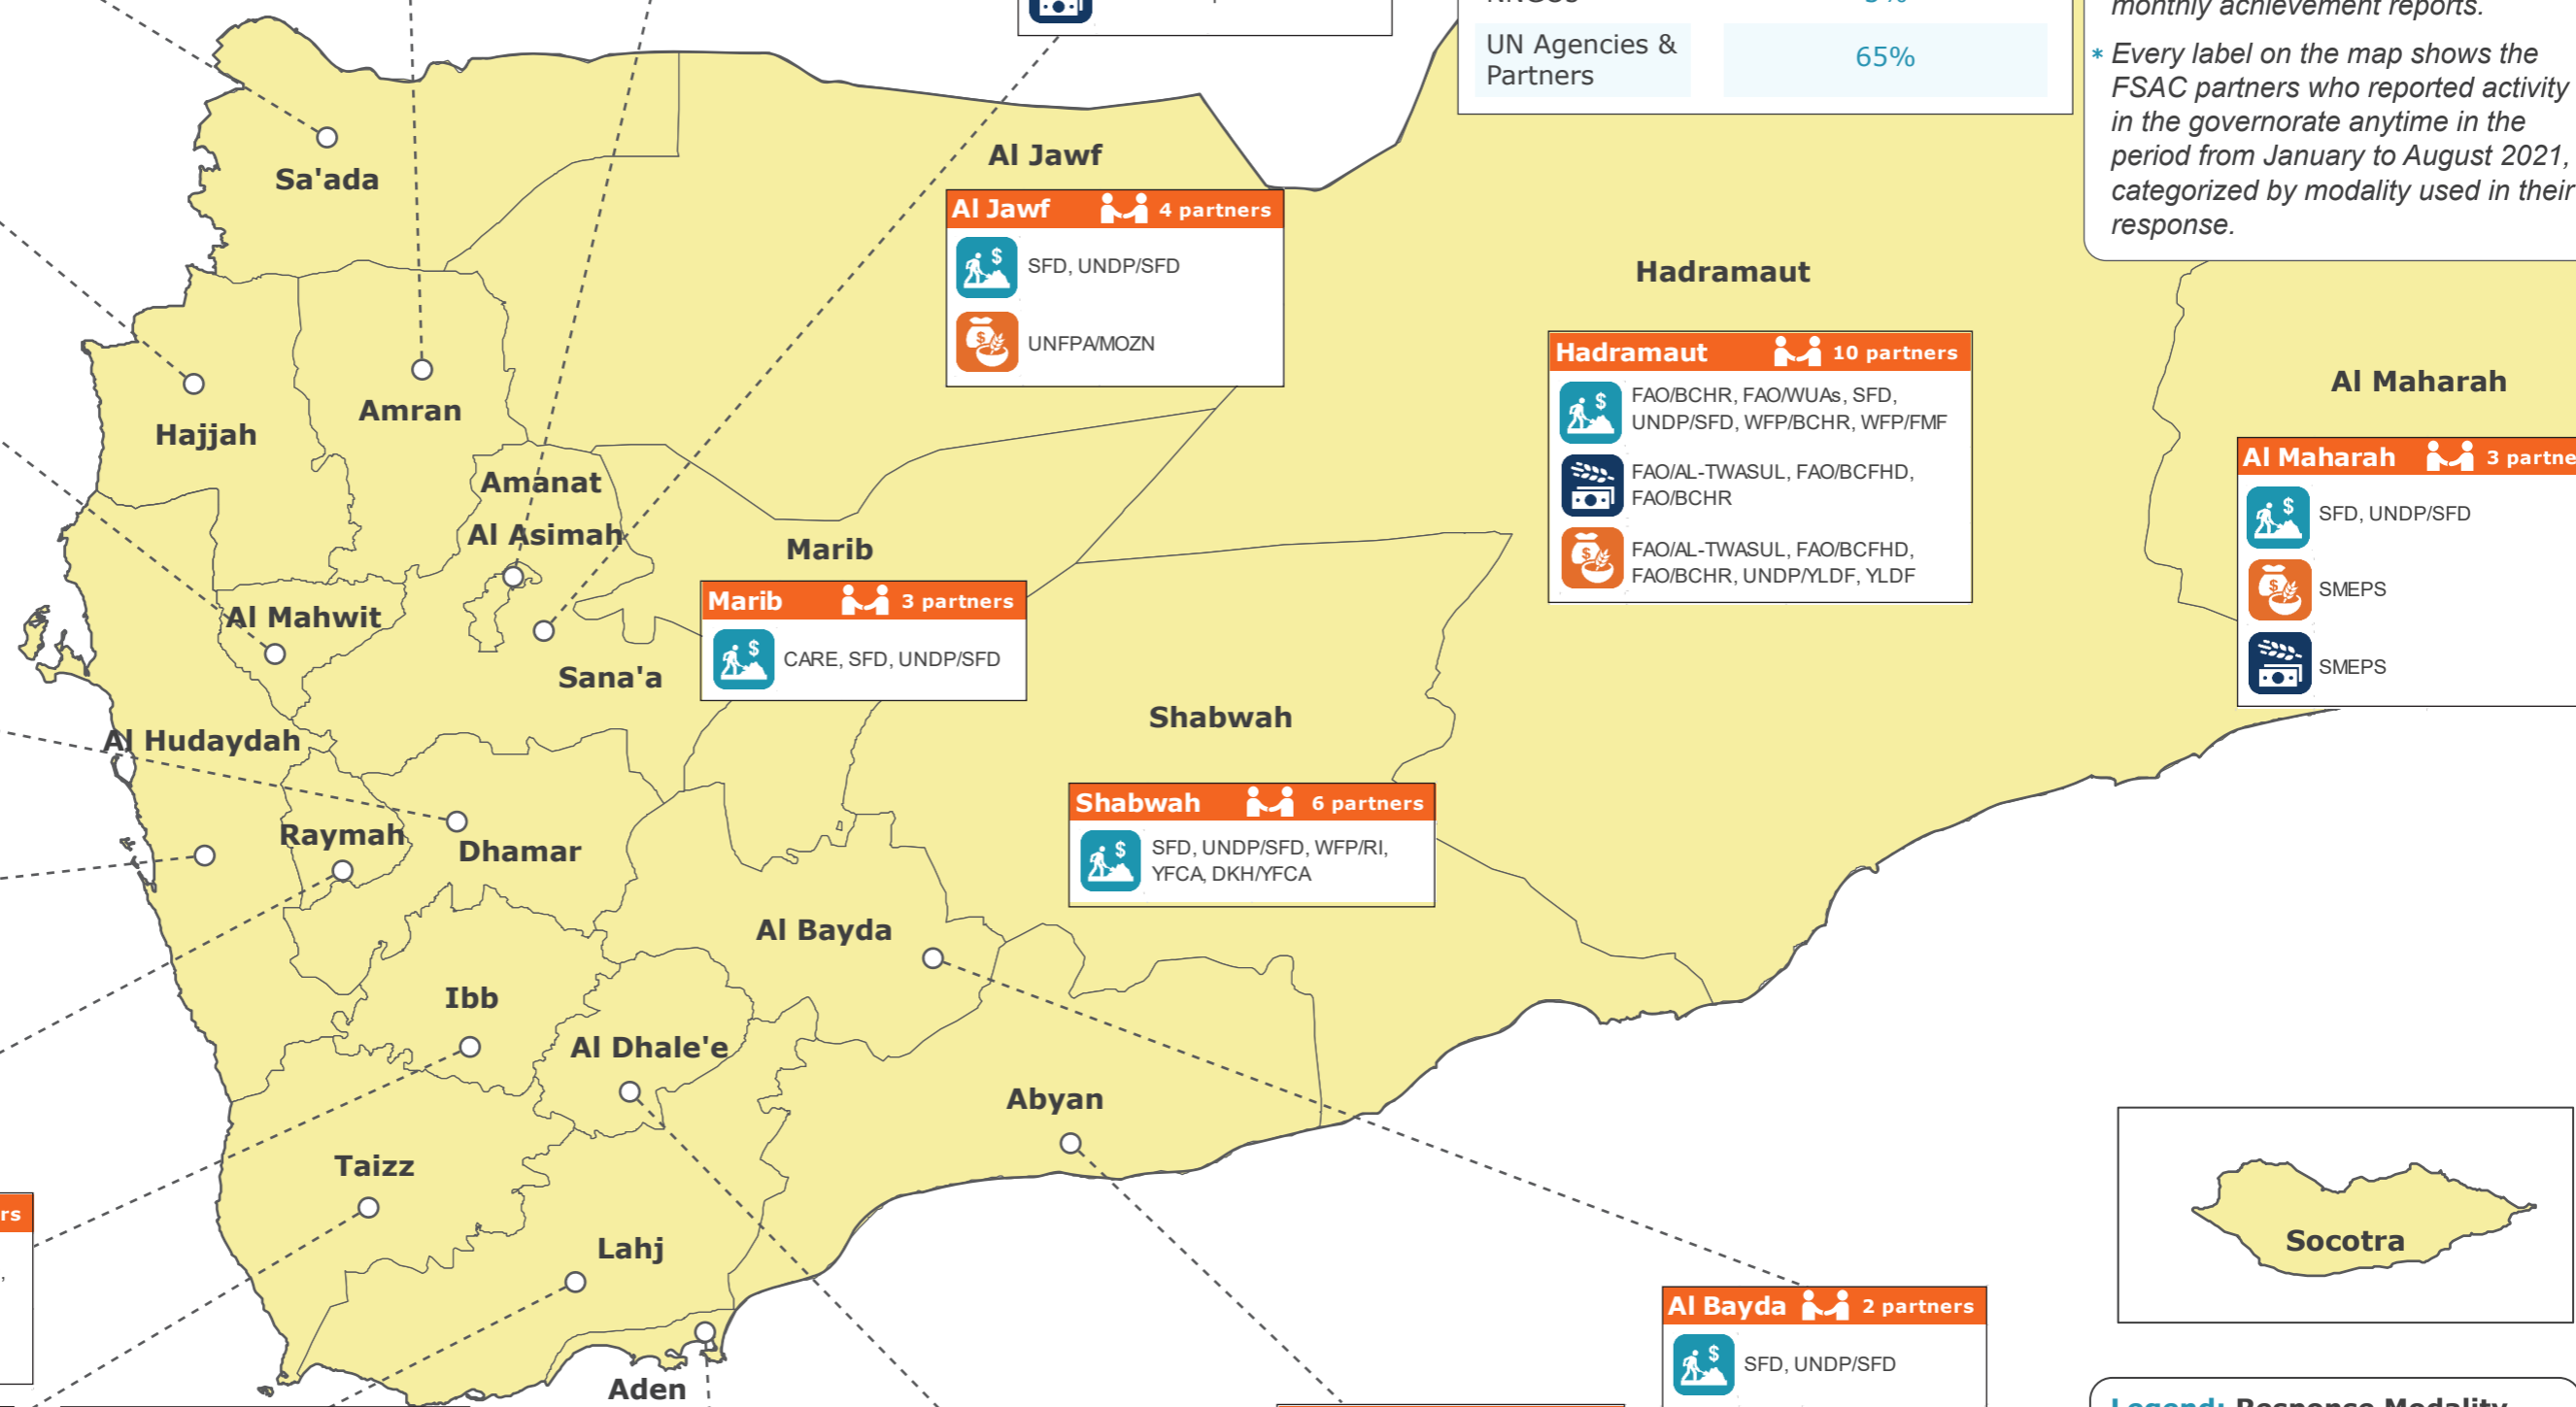 UN Agencies &
Partners
65%
monthly achievement reports.
* Every label on the map shows the
FSAC partners who reported activity
in the governorate anytime in the
period from January to August 2021,
categorized by modality used in their
response.
Sa'ada
Al Jawf
Al Jawf 4 partners
SFD, UNDP/SFD
UNFPA/MOZN
Hadramaut
Hadramaut 10 partners
FAO/BCHR, FAO/WUAs, SFD,
UNDP/SFD, WFP/BCHR, WFP/FMF
FAO/AL-TWASUL, FAO/BCFHD,
FAO/BCHR
FAO/AL-TWASUL, FAO/BCFHD,
FAO/BCHR, UNDP/YLDF, YLDF
Al Maharah
Al Maharah 3 partne
SFD, UNDP/SFD
SMEPS
SMEPS
Hajjah
Amran
Amanat
Al Asimah
Marib
Marib 3 partners
CARE, SFD, UNDP/SFD
Al Mahwit
Sana'a
Shabwah
Shabwah 6 partners
SFD, UNDP/SFD, WFP/RI,
YFCA, DKH/YFCA
Al Hudaydah
Raymah
Dhamar
Al Bayda
Ibb
Al Dhale'e
Abyan
Taizz
Lahj
Aden
rs
,
Socotra
Al Bayda 2 partners
SFD, UNDP/SFD
Legend: Response Modality